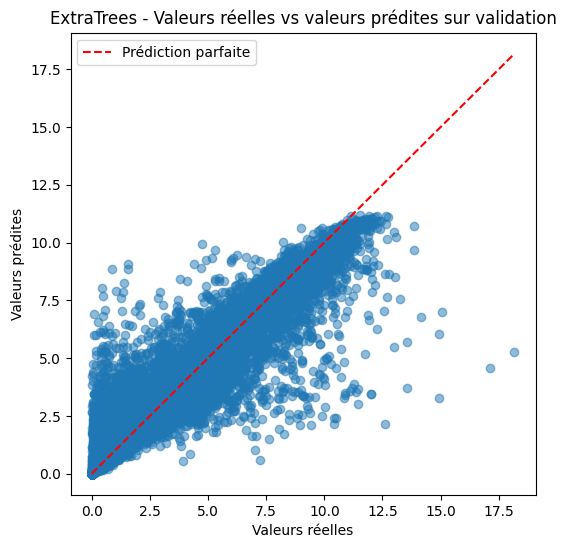 ExtraTrees - Valeurs réelles vs valeurs prédites sur validation
Prédiction parfaite
17.5
15.0
12.5
10.0
7.5
5.0
2.5
0.0
Valeurs prédites
0.0 2.5 5.0 7.5 10.0 12.5 15.0 17.5
Valeurs réelles